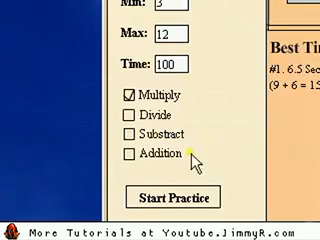 Min: 3
Max: 12
Time: 100
Multiply
Divide
Substract
Addition
Start Practice
Best Ti
#1. 6.5 Sec
(9 + 6 = 15
More Tutorials at Youtube.JimmyR.com